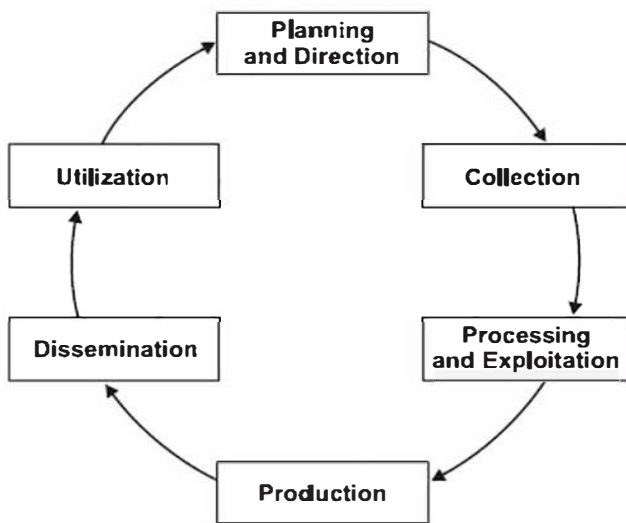 Planning
and Direction
Collection
Processing
and Exploitation
Production
Dissemination
Utilization